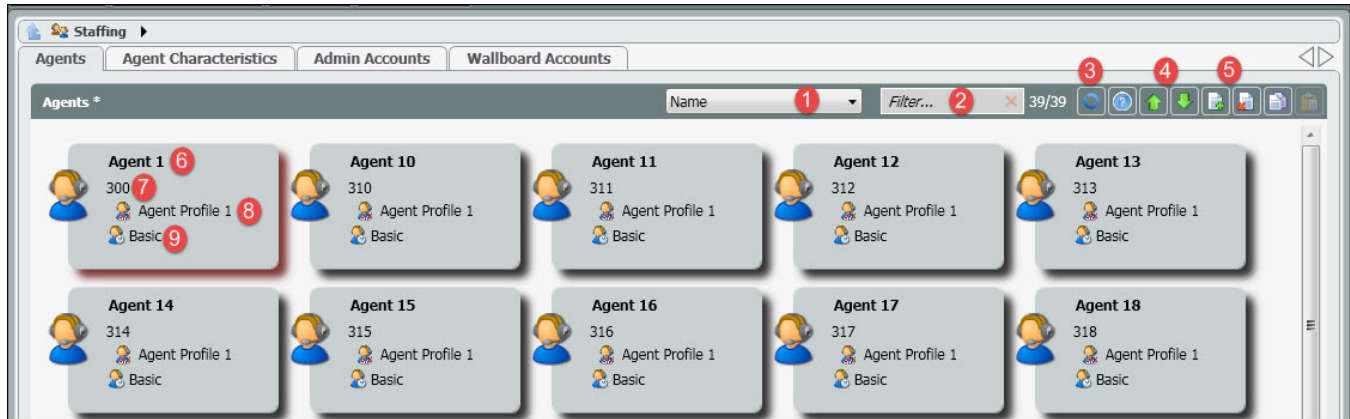 Staffing
Agents Agent Characteristics Admin Accounts Wallboard Accounts
3 4 5
Agents * Name 1 Filter... 2 39/39
Agent 1 6 Agent 10 Agent 11 Agent 12 Agent 13
300 7 310 311 312 313
Agent Profile 1 8 Agent Profile 1 Agent Profile 1 Agent Profile 1 Agent Profile 1
Basic 9 Basic Basic Basic Basic
Agent 14 Agent 15 Agent 16 Agent 17 Agent 18
314 315 316 317 318
Agent Profile 1 Agent Profile 1 Agent Profile 1 Agent Profile 1 Agent Profile 1
Basic Basic Basic Basic Basic